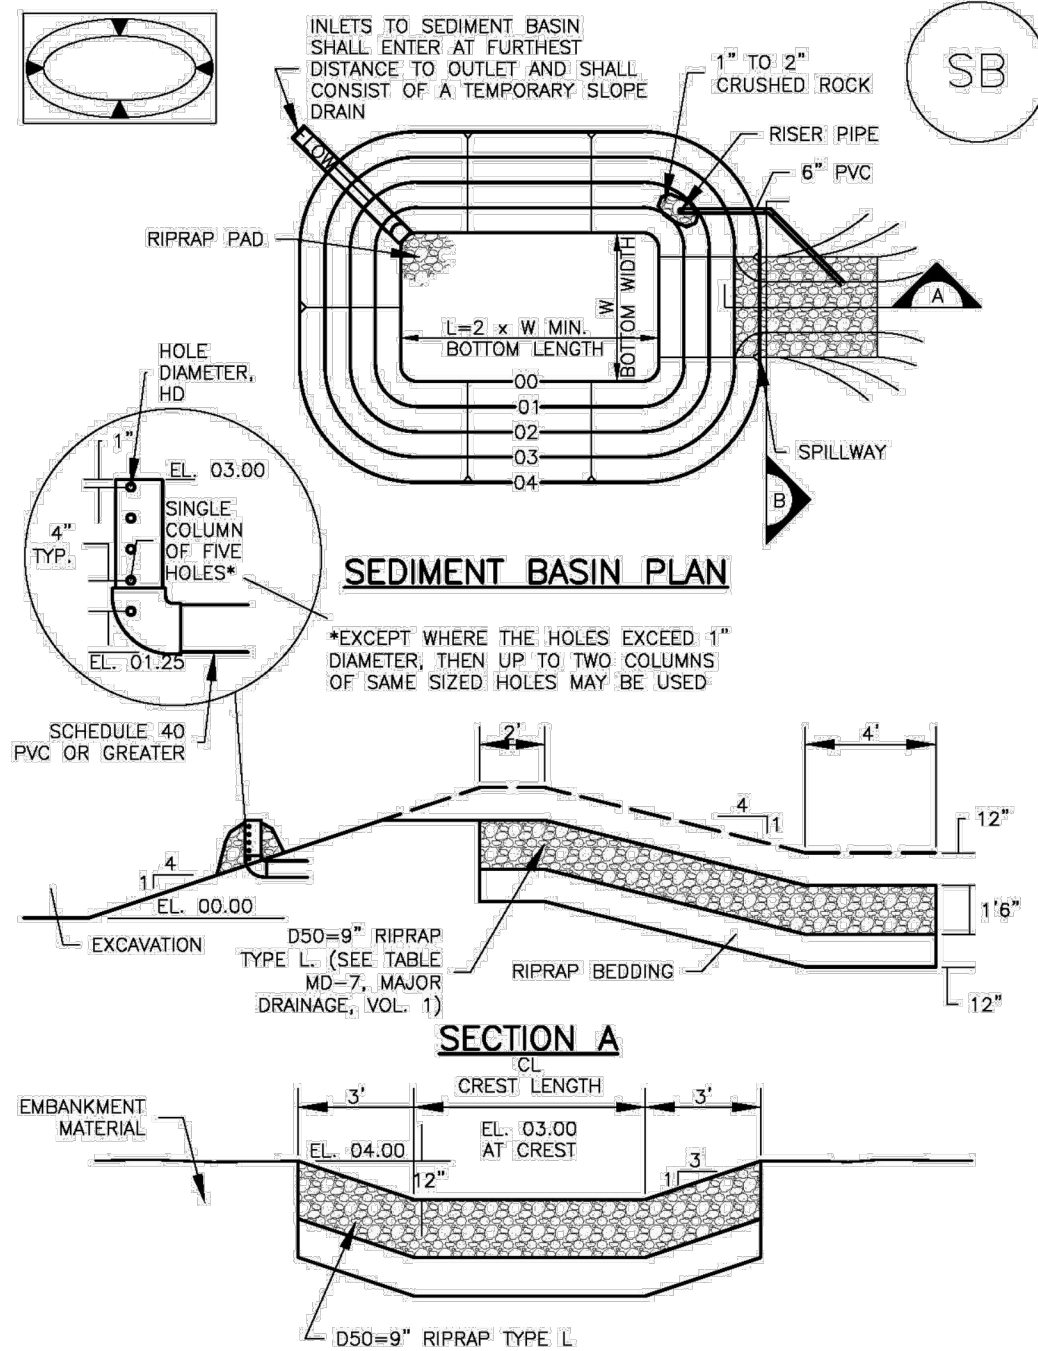 INLETS TO SEDIMENT BASIN
SHALL ENTER AT FURTHEST
DISTANCE TO OUTLET AND SHALL
CONSIST OF A TEMPORARY SLOPE
DRAIN
1" TO 2"
CRUSHED ROCK
SB
RISER PIPE
6" PVC
FLOW
RIPRAP PAD
W
BOTTOM WIDTH
L=2 x W MIN.
BOTTOM LENGTH
A
00
01
02
03
04
SPILLWAY
B
HOLE
DIAMETER,
HD
1"
EL. 03.00
4"
TYP.
SINGLE
COLUMN
OF FIVE
HOLES*
EL. 01.25
SCHEDULE 40
PVC OR GREATER
SEDIMENT BASIN PLAN
*EXCEPT WHERE THE HOLES EXCEED 1"
DIAMETER, THEN UP TO TWO COLUMNS
OF SAME SIZED HOLES MAY BE USED
2'
4'
4
1
12"
4
1
EL. 00.00
EXCAVATION
1'6"
D50=9" RIPRAP
TYPE L. (SEE TABLE
MD-7, MAJOR
DRAINAGE, VOL. 1)
RIPRAP BEDDING
12"
SECTION A
CL
CREST LENGTH
3'
3'
EMBANKMENT
MATERIAL
EL. 04.00
EL. 03.00
AT CREST
12"
3
1
D50=9" RIPRAP TYPE L